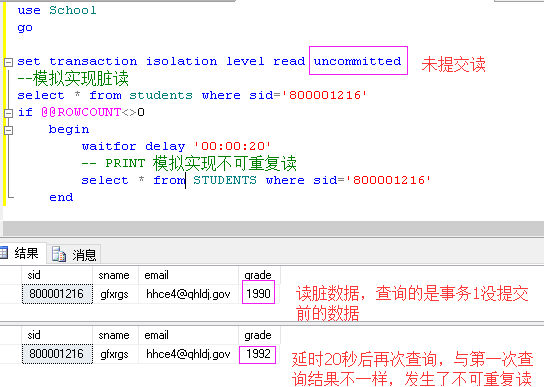 use School
go
set transaction isolation level read uncommitted 未提交读
--模拟实现脏读
select * from students where sid='800001216'
if @@ROWCOUNT<>0
begin
waitfor delay '00:00:20'
-- PRINT 模拟实现不可重复读
select * from STUDENTS where sid='800001216'
end
结果 消息
sid sname email grade
800001216 gfxrgs hhce4@qhldj.gov 1990
读脏数据，查询的是事务1没提交
前的数据
sid sname email grade
800001216 gfxrgs hhce4@qhldj.gov 1992
延时20秒后再次查询，与第一次查
询结果不一样，发生了不可重复读